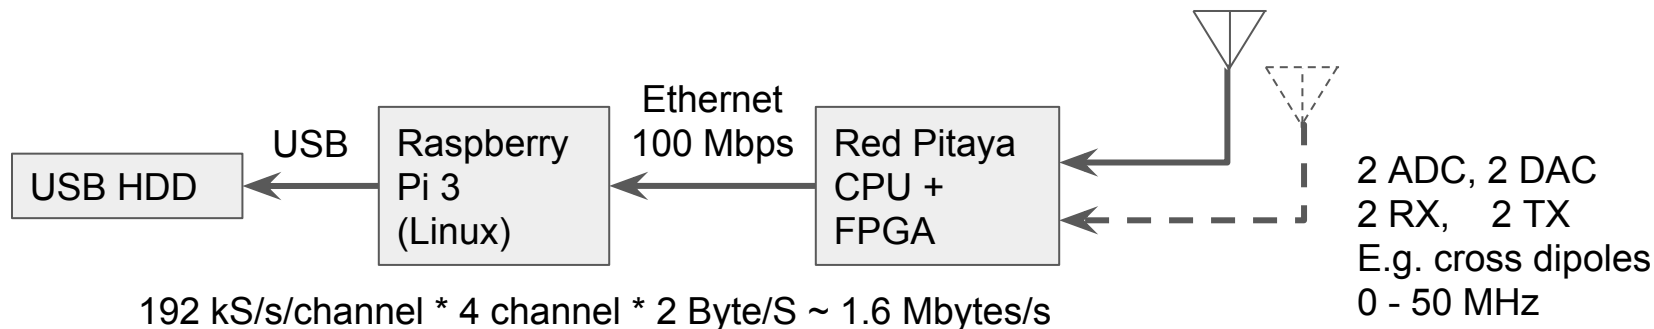 USB HDD
USB
Raspberry
Pi 3
(Linux)
Ethernet
100 Mbps
Red Pitaya
CPU +
FPGA
2 ADC, 2 DAC
2 RX, 2 TX
E.g. cross dipoles
0 - 50 MHz
192 kS/s/channel * 4 channel * 2 Byte/S ~ 1.6 Mbytes/s